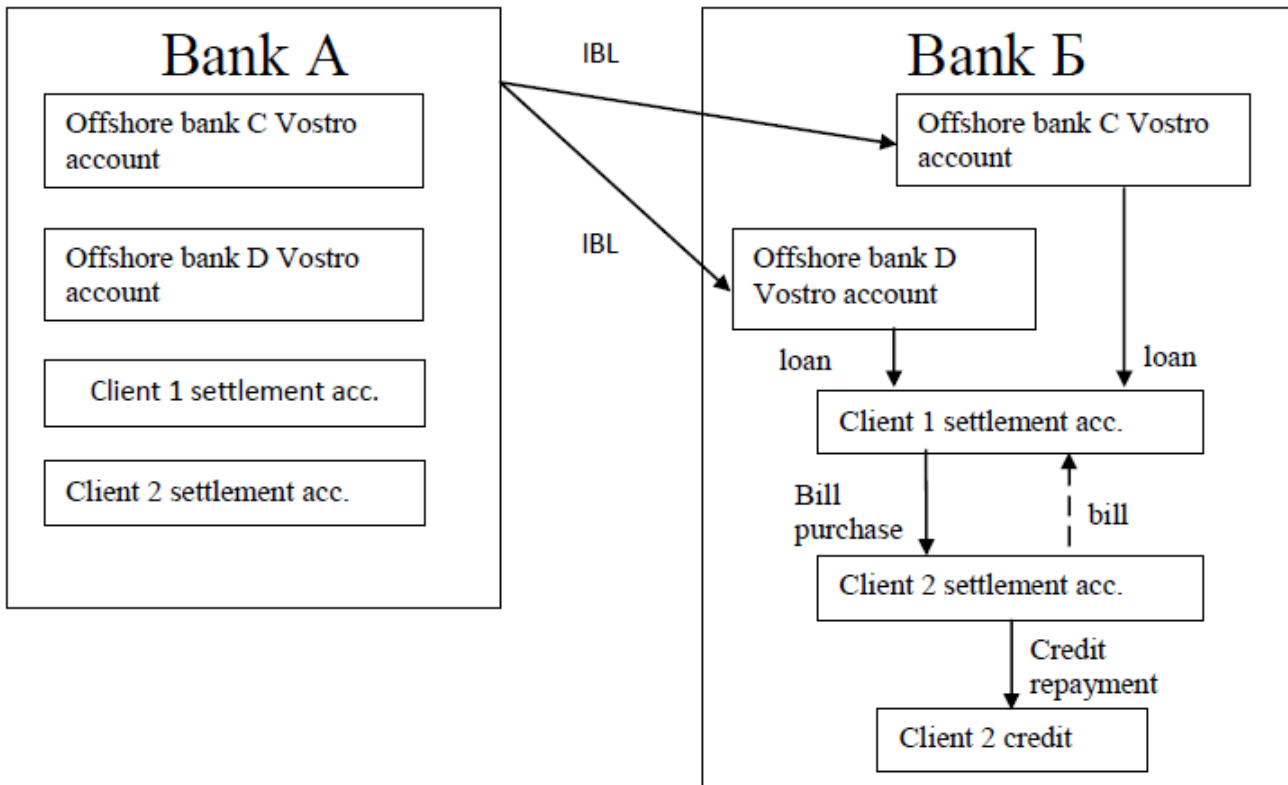 Bank A
Offshore bank C Vostro
account
Offshore bank D Vostro
account
Client 1 settlement acc.
Client 2 settlement acc.
IBL
IBL
Bank Б
Offshore bank C Vostro
account
Offshore bank D
Vostro account
loan
loan
Client 1 settlement acc.
Bill
purchase
bill
Client 2 settlement acc.
Credit
repayment
Client 2 credit